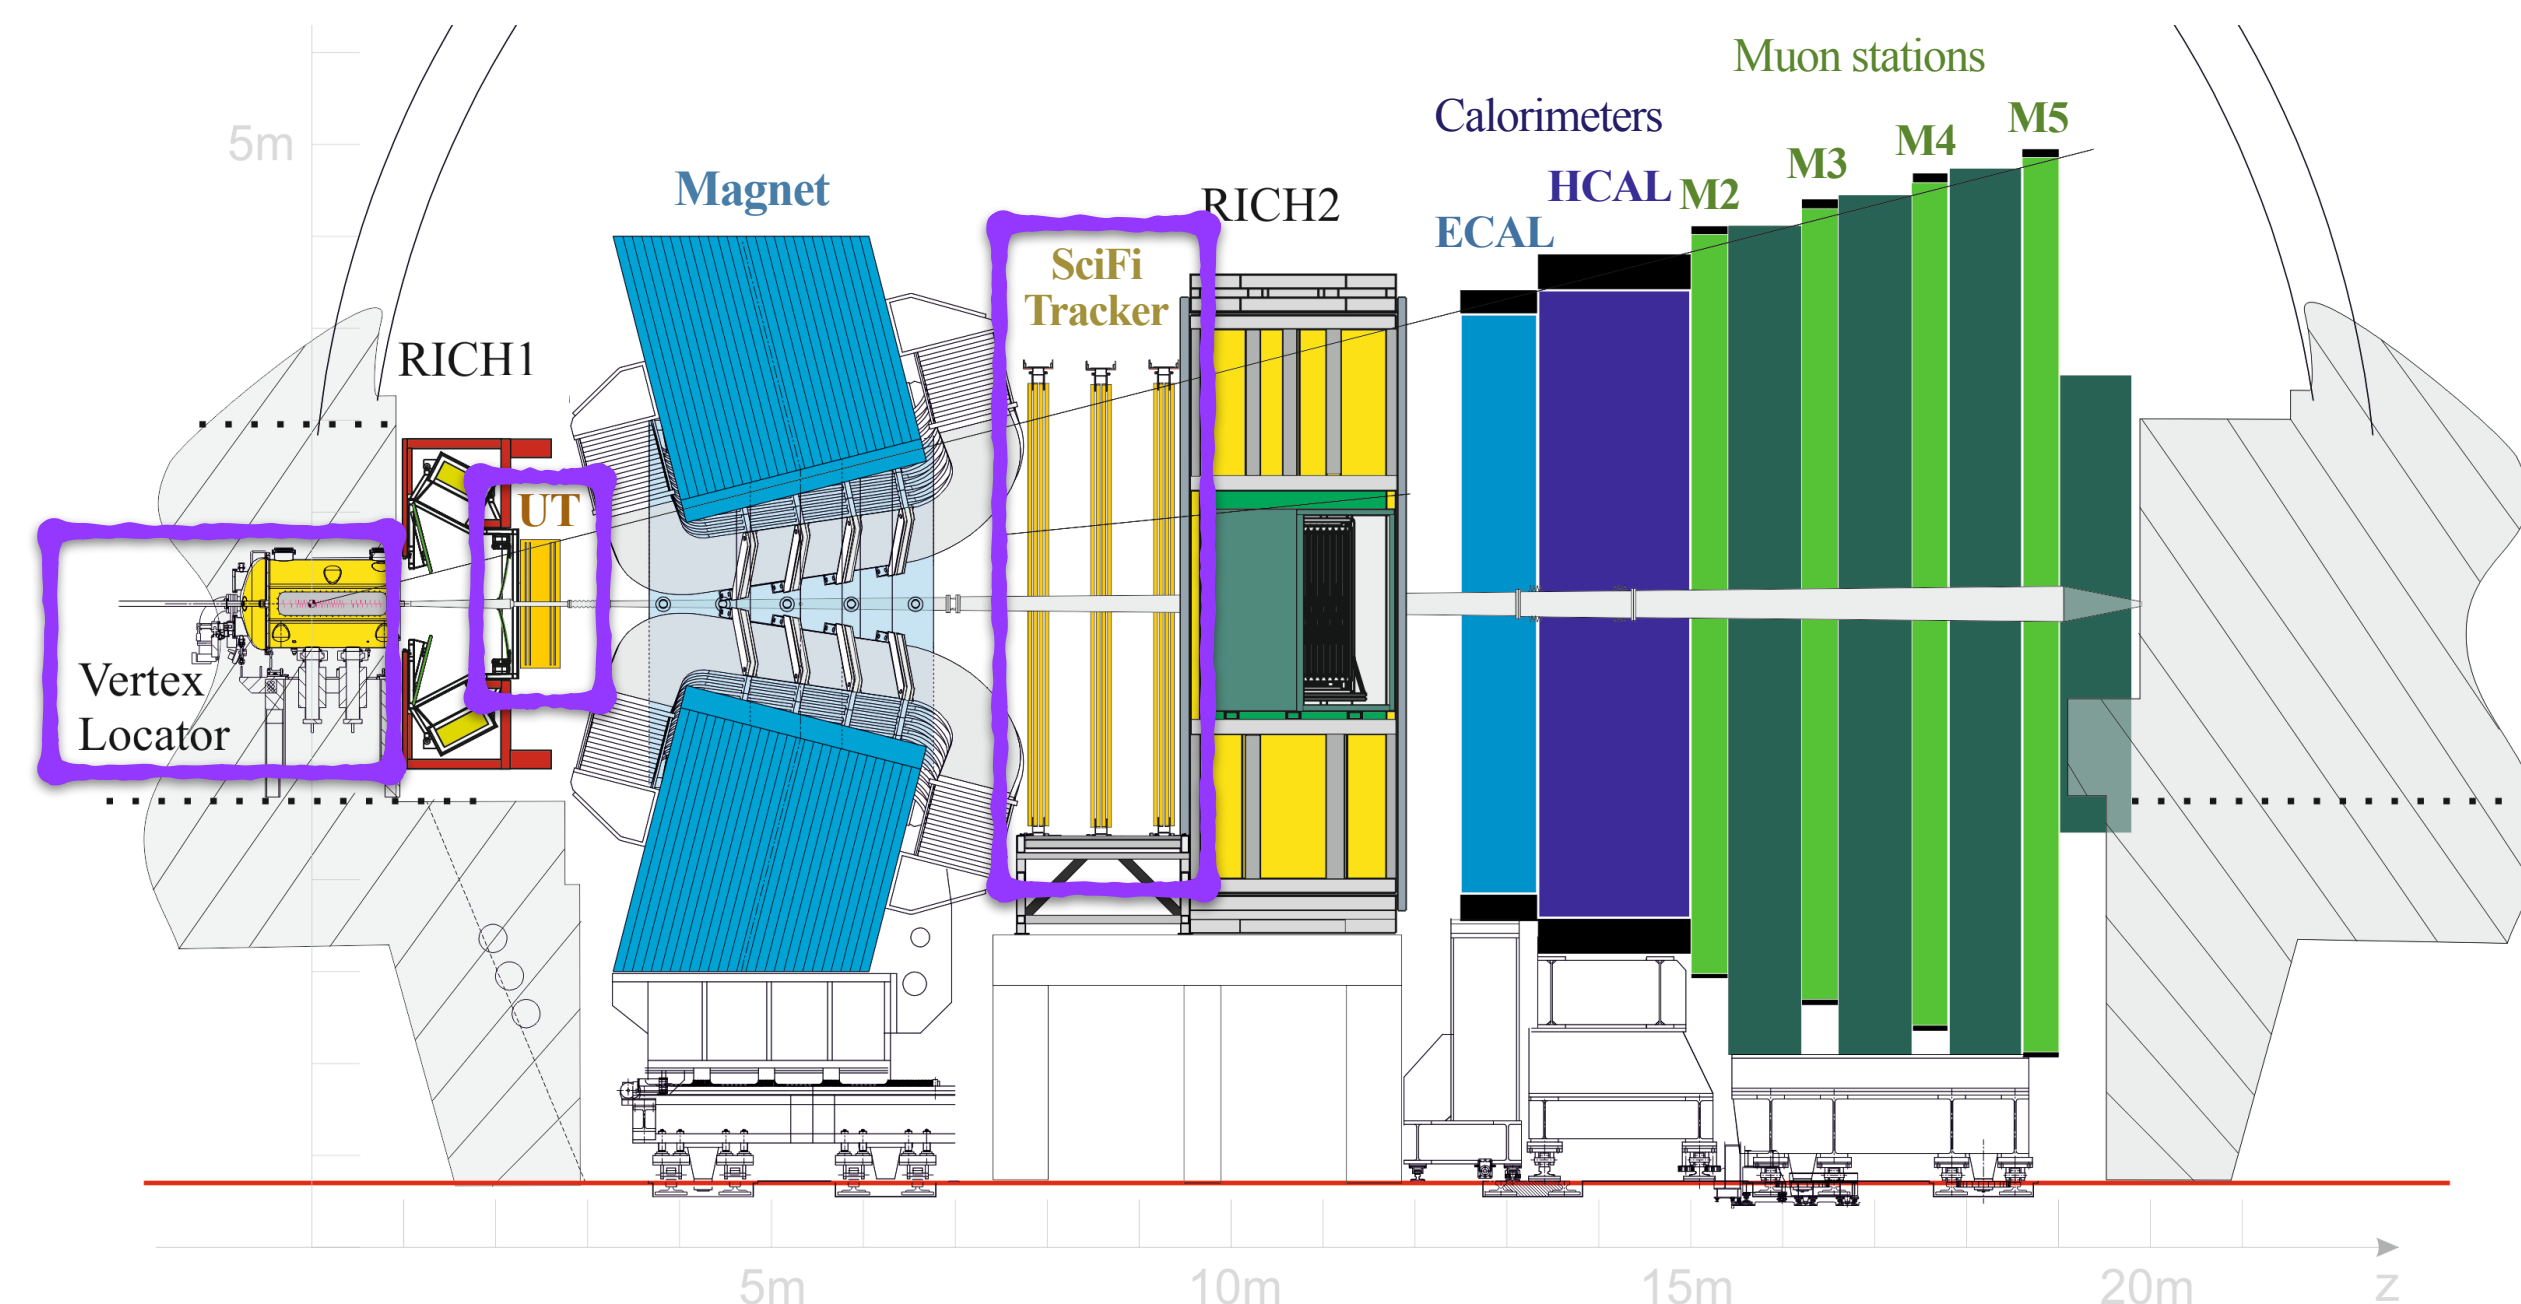 Muon stations
Calorimeters
M5
M4
5m
M3
Magnet
HCAL
M2
RICH2
ECAL
SciFi
Tracker
RICH1
UT
Vertex
Locator
5m
10m
15m
20m
z